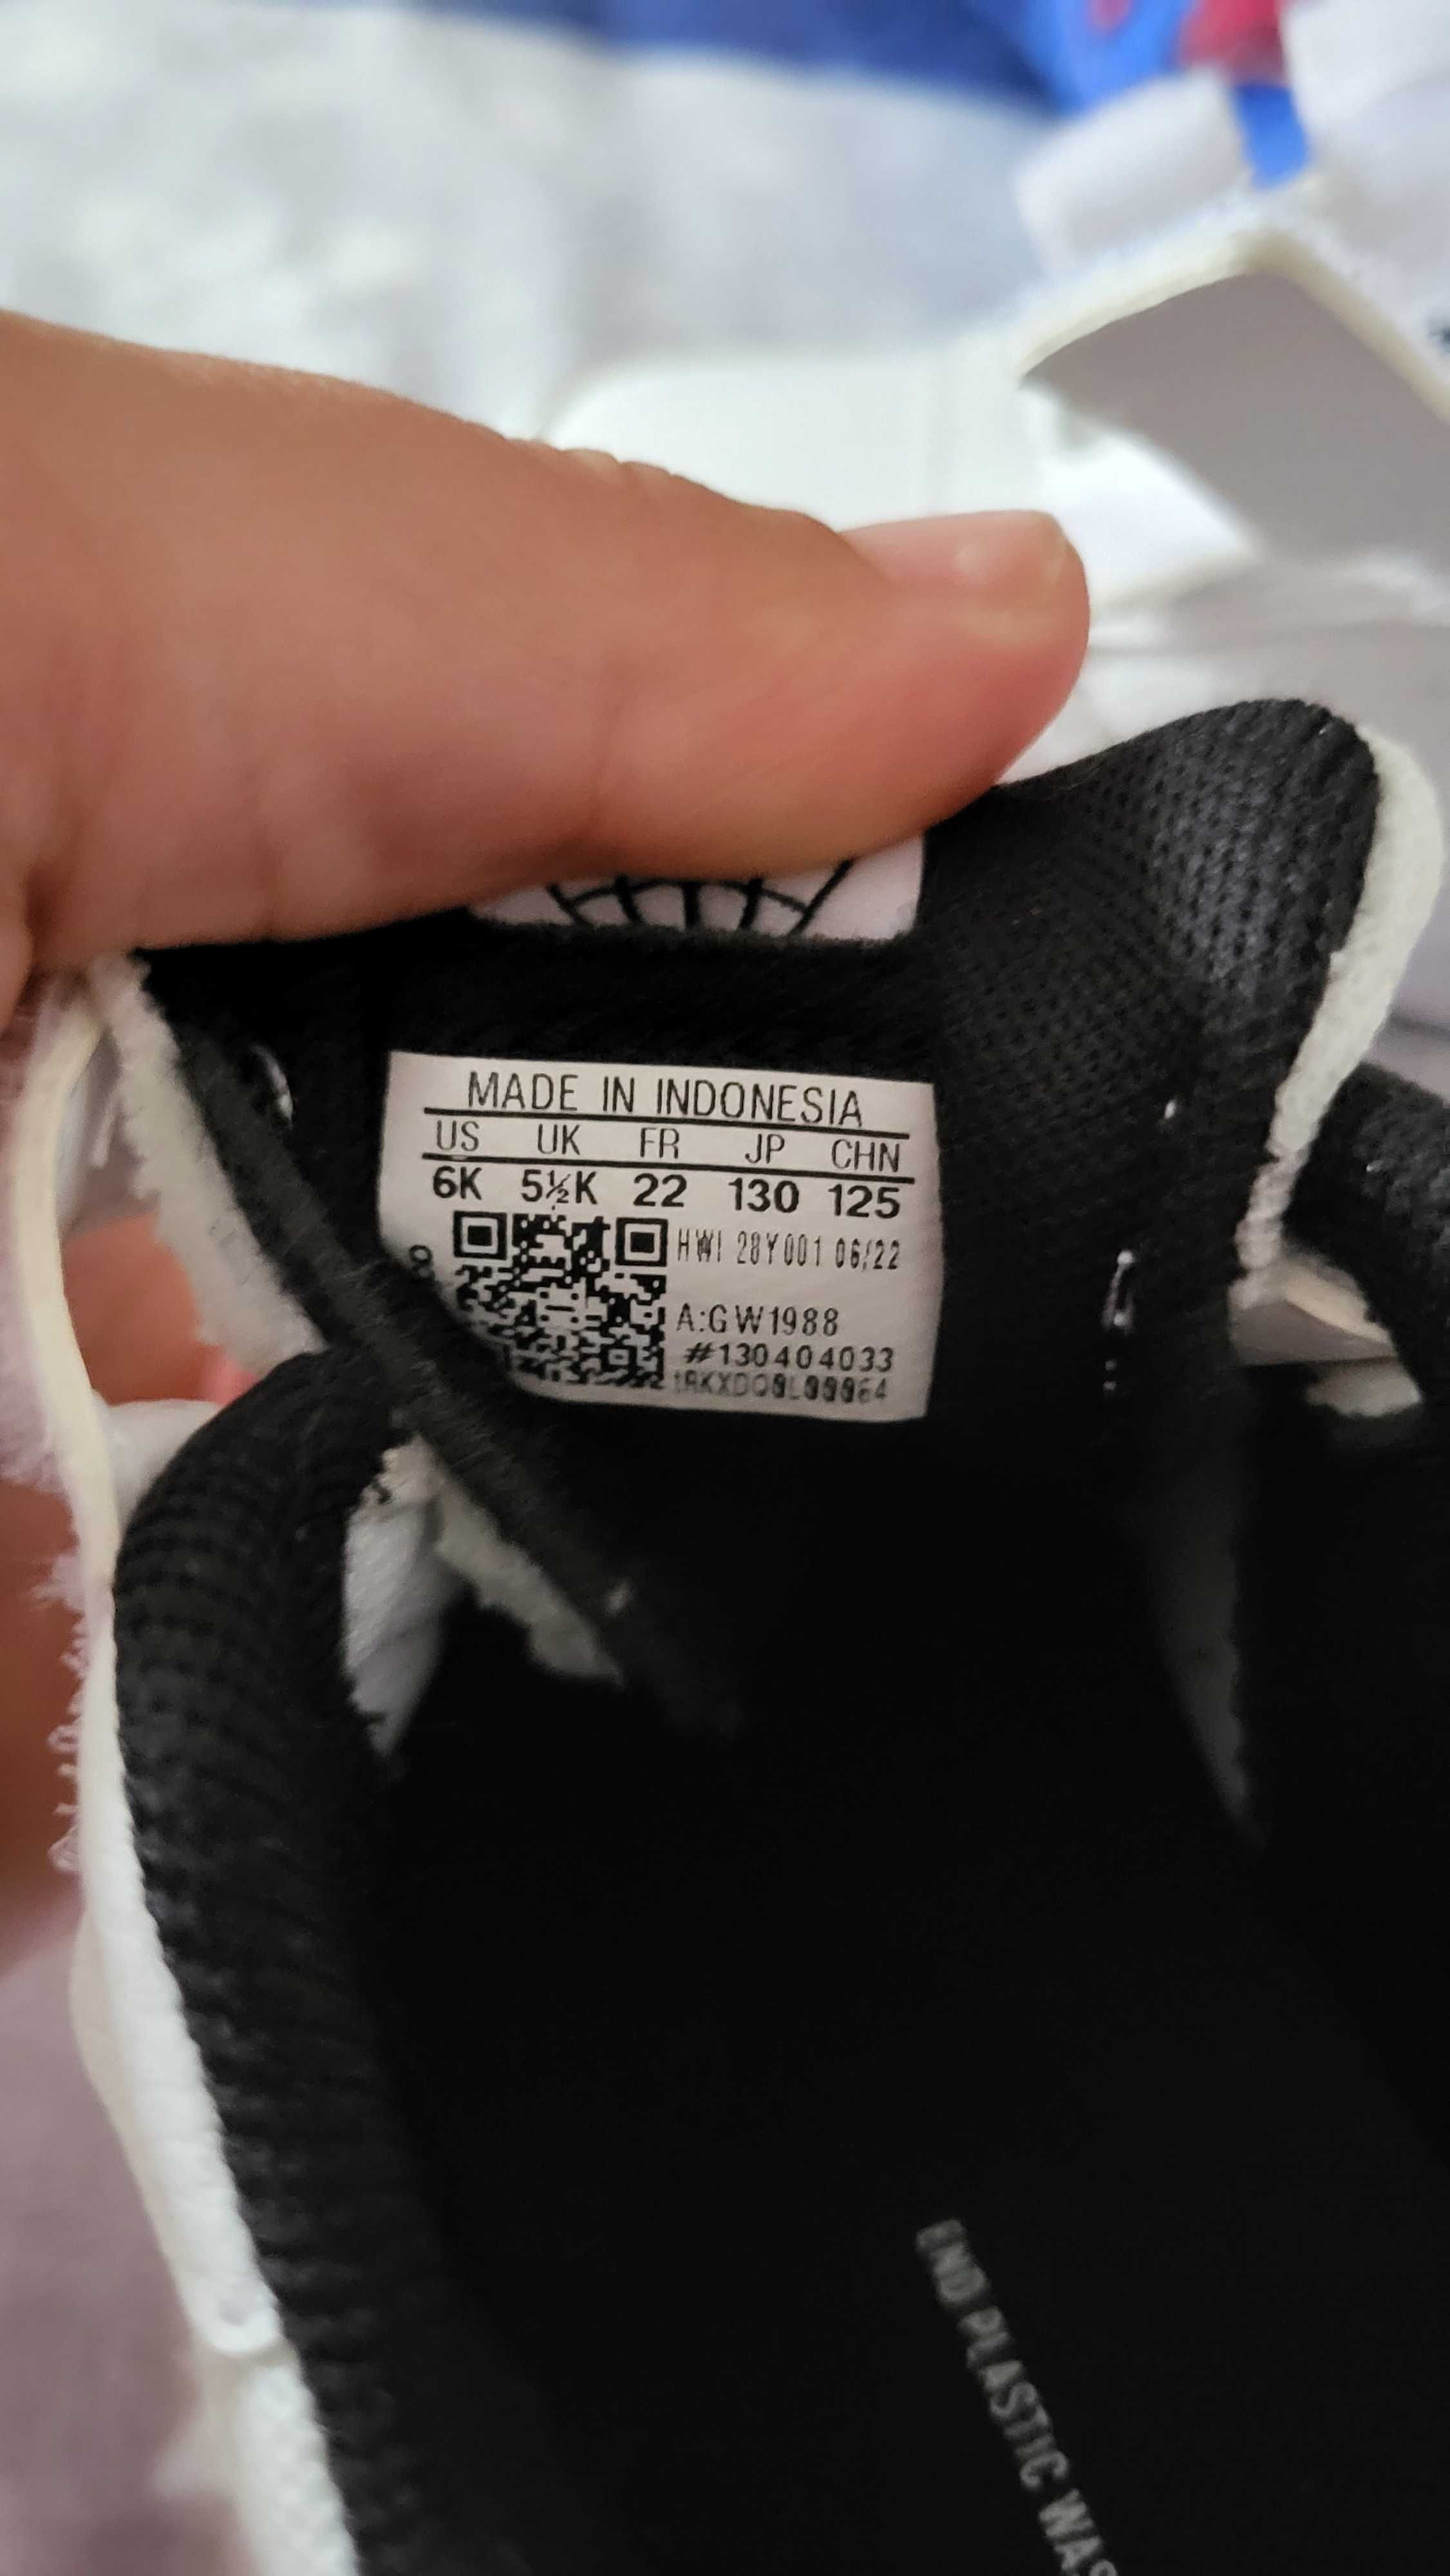 MADE IN INDONESIA
US UK FR JP CHN
6K 5½K 22 130 125
HWI 28Y001 06/22
A:GW1988
#130404033
END PLASTIC